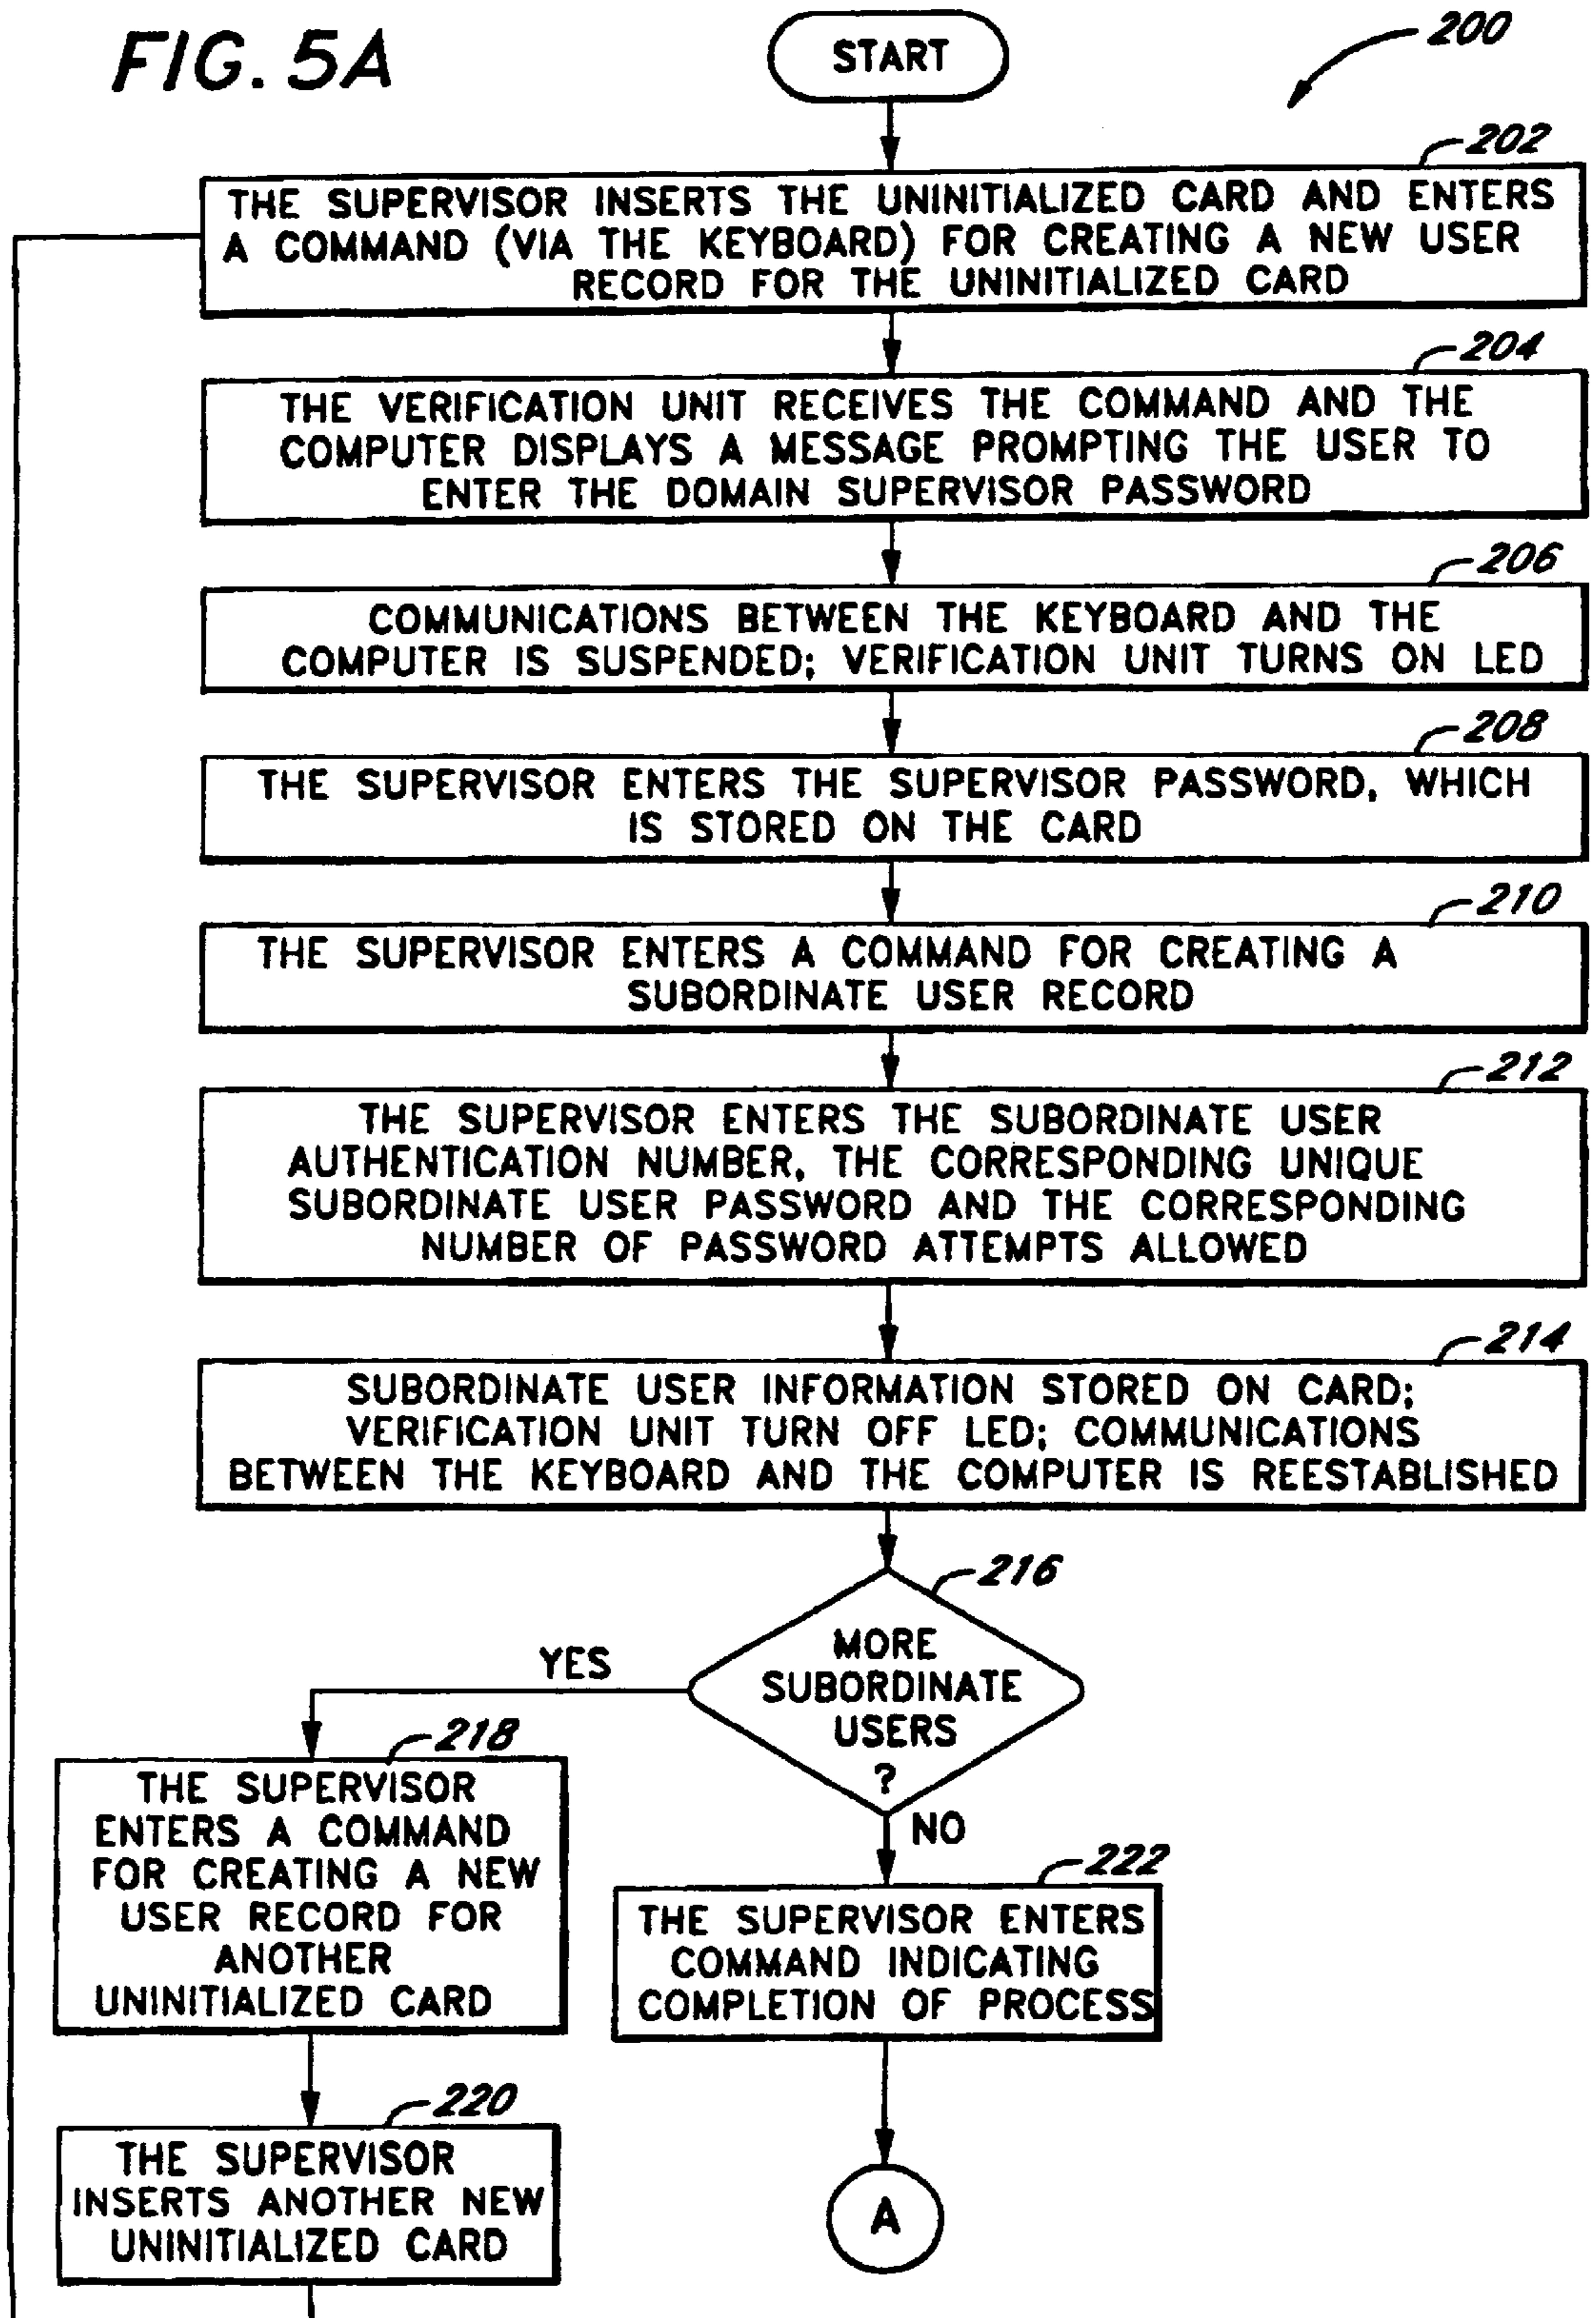 FIG. 5A
START
200
202
THE SUPERVISOR INSERTS THE UNINITIALIZED CARD AND ENTERS
A COMMAND (VIA THE KEYBOARD) FOR CREATING A NEW USER
RECORD FOR THE UNINITIALIZED CARD
204
THE VERIFICATION UNIT RECEIVES THE COMMAND AND THE
COMPUTER DISPLAYS A MESSAGE PROMPTING THE USER TO
ENTER THE DOMAIN SUPERVISOR PASSWORD
206
COMMUNICATIONS BETWEEN THE KEYBOARD AND THE
COMPUTER IS SUSPENDED; VERIFICATION UNIT TURNS ON LED
208
THE SUPERVISOR ENTERS THE SUPERVISOR PASSWORD, WHICH
IS STORED ON THE CARD
210
THE SUPERVISOR ENTERS A COMMAND FOR CREATING A
SUBORDINATE USER RECORD
212
THE SUPERVISOR ENTERS THE SUBORDINATE USER
AUTHENTICATION NUMBER, THE CORRESPONDING UNIQUE
SUBORDINATE USER PASSWORD AND THE CORRESPONDING
NUMBER OF PASSWORD ATTEMPTS ALLOWED
214
SUBORDINATE USER INFORMATION STORED ON CARD;
VERIFICATION UNIT TURN OFF LED; COMMUNICATIONS
BETWEEN THE KEYBOARD AND THE COMPUTER IS REESTABLISHED
216
MORE
SUBORDINATE
USERS
?
YES
NO
218
THE SUPERVISOR
ENTERS A COMMAND
FOR CREATING A NEW
USER RECORD FOR
ANOTHER
UNINITIALIZED CARD
222
THE SUPERVISOR ENTERS
COMMAND INDICATING
COMPLETION OF PROCESS
220
THE SUPERVISOR
INSERTS ANOTHER NEW
UNINITIALIZED CARD
A